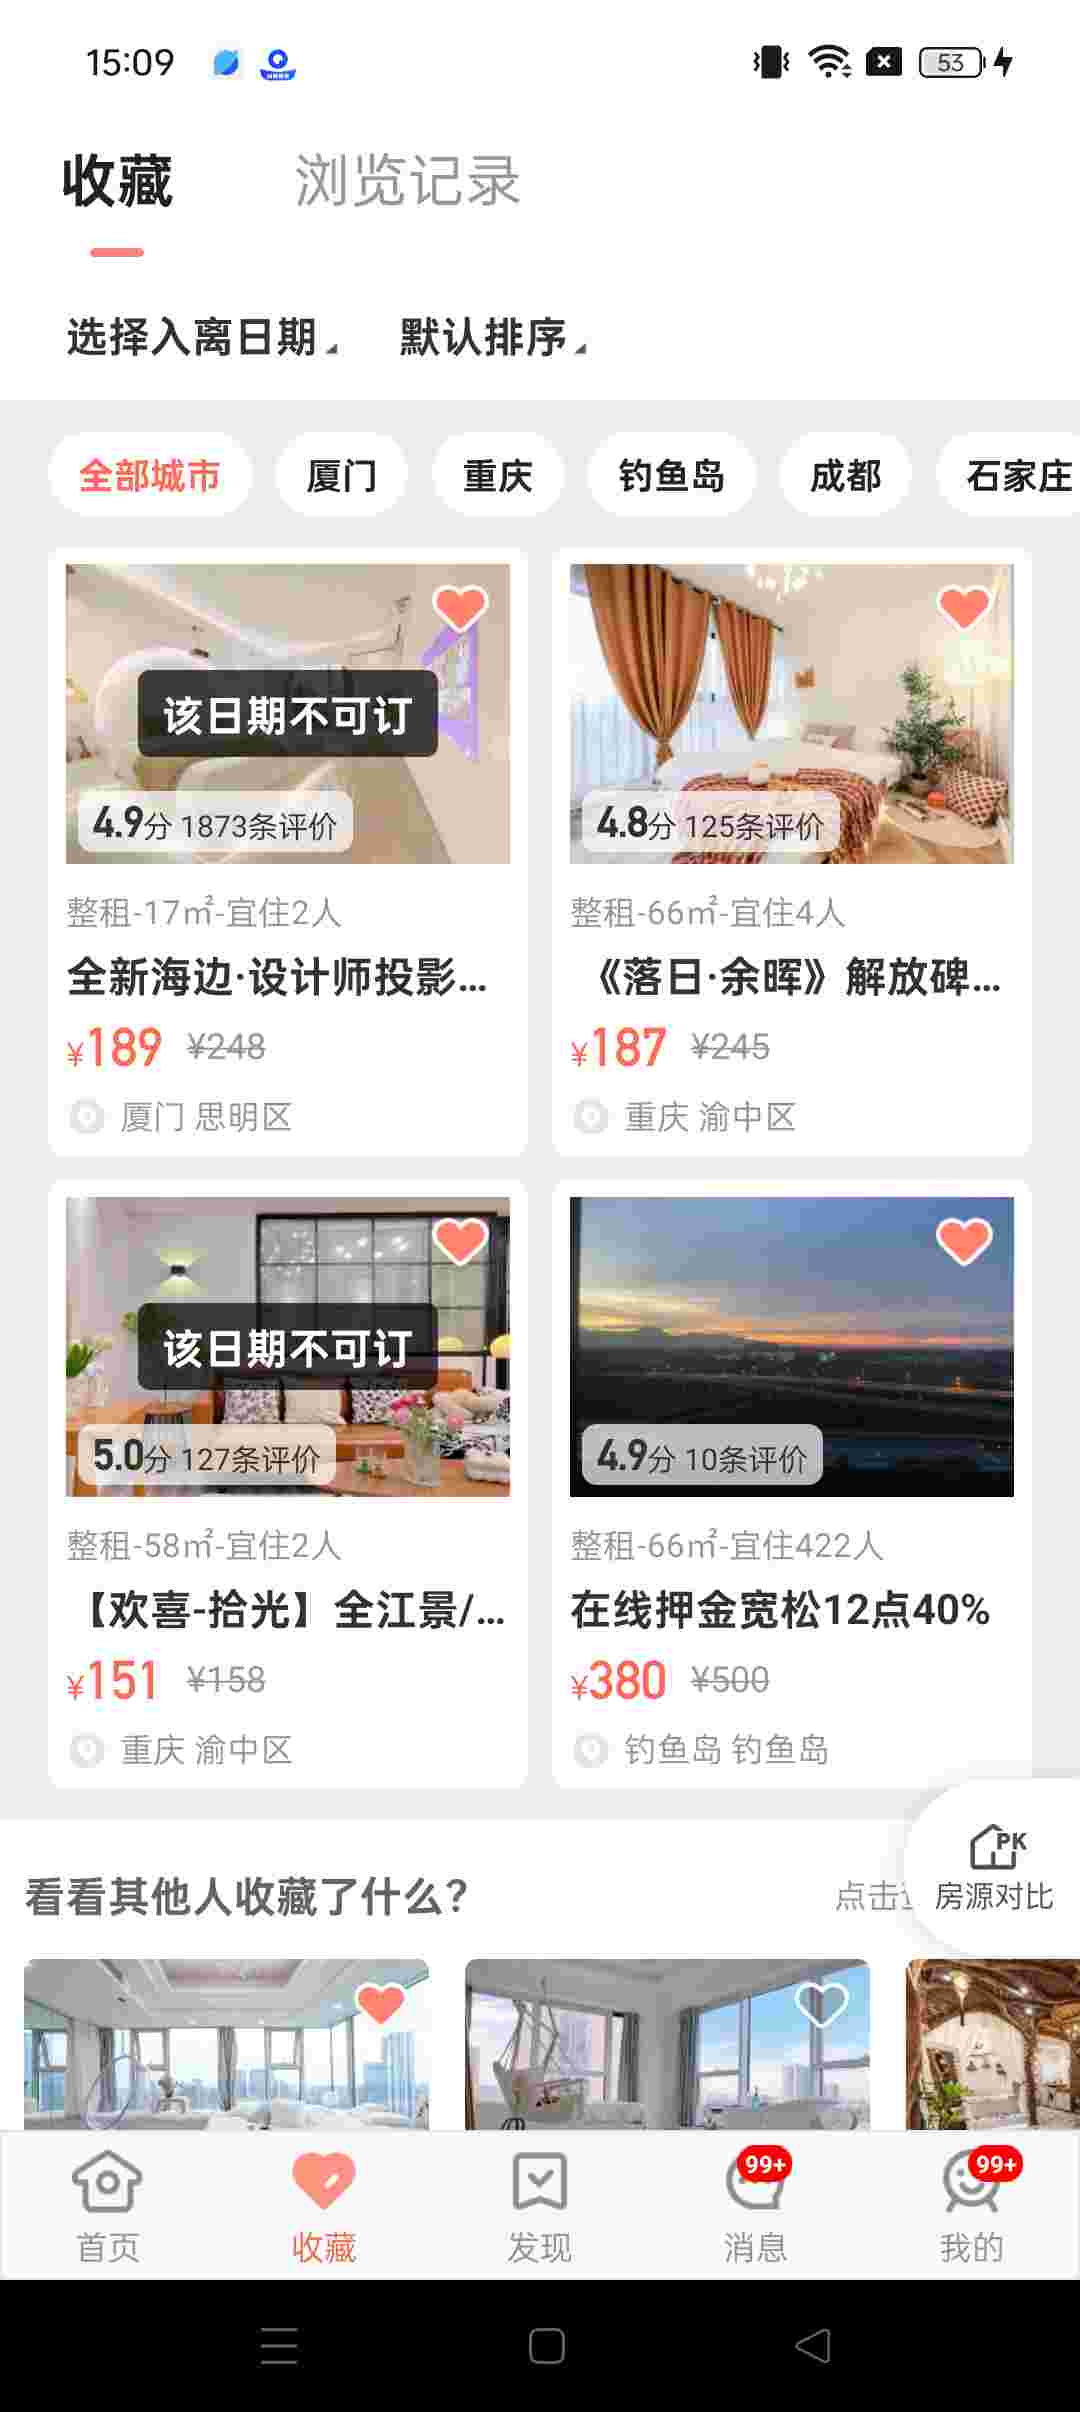 15:09
53
收藏 浏览记录
选择入离日期 默认排序
全部城市 厦门 重庆 钓鱼岛 成都 石家庄
该日期不可订
4.9分 1873条评价
整租-17㎡-宜住2人
全新海边·设计师投影...
¥189 ¥248
厦门 思明区
4.8分 125条评价
整租-66㎡-宜住4人
《落日·余晖》解放碑...
¥187 ¥245
重庆 渝中区
该日期不可订
5.0分 127条评价
整租-58㎡-宜住2人
【欢喜-拾光】全江景/...
¥151 ¥158
重庆 渝中区
4.9分 10条评价
整租-66㎡-宜住422人
在线押金宽松12点40%
¥380 ¥500
钓鱼岛 钓鱼岛
看看其他人收藏了什么? 点击
PK
房源对比
99+ 99+
首页 收藏 发现 消息 我的